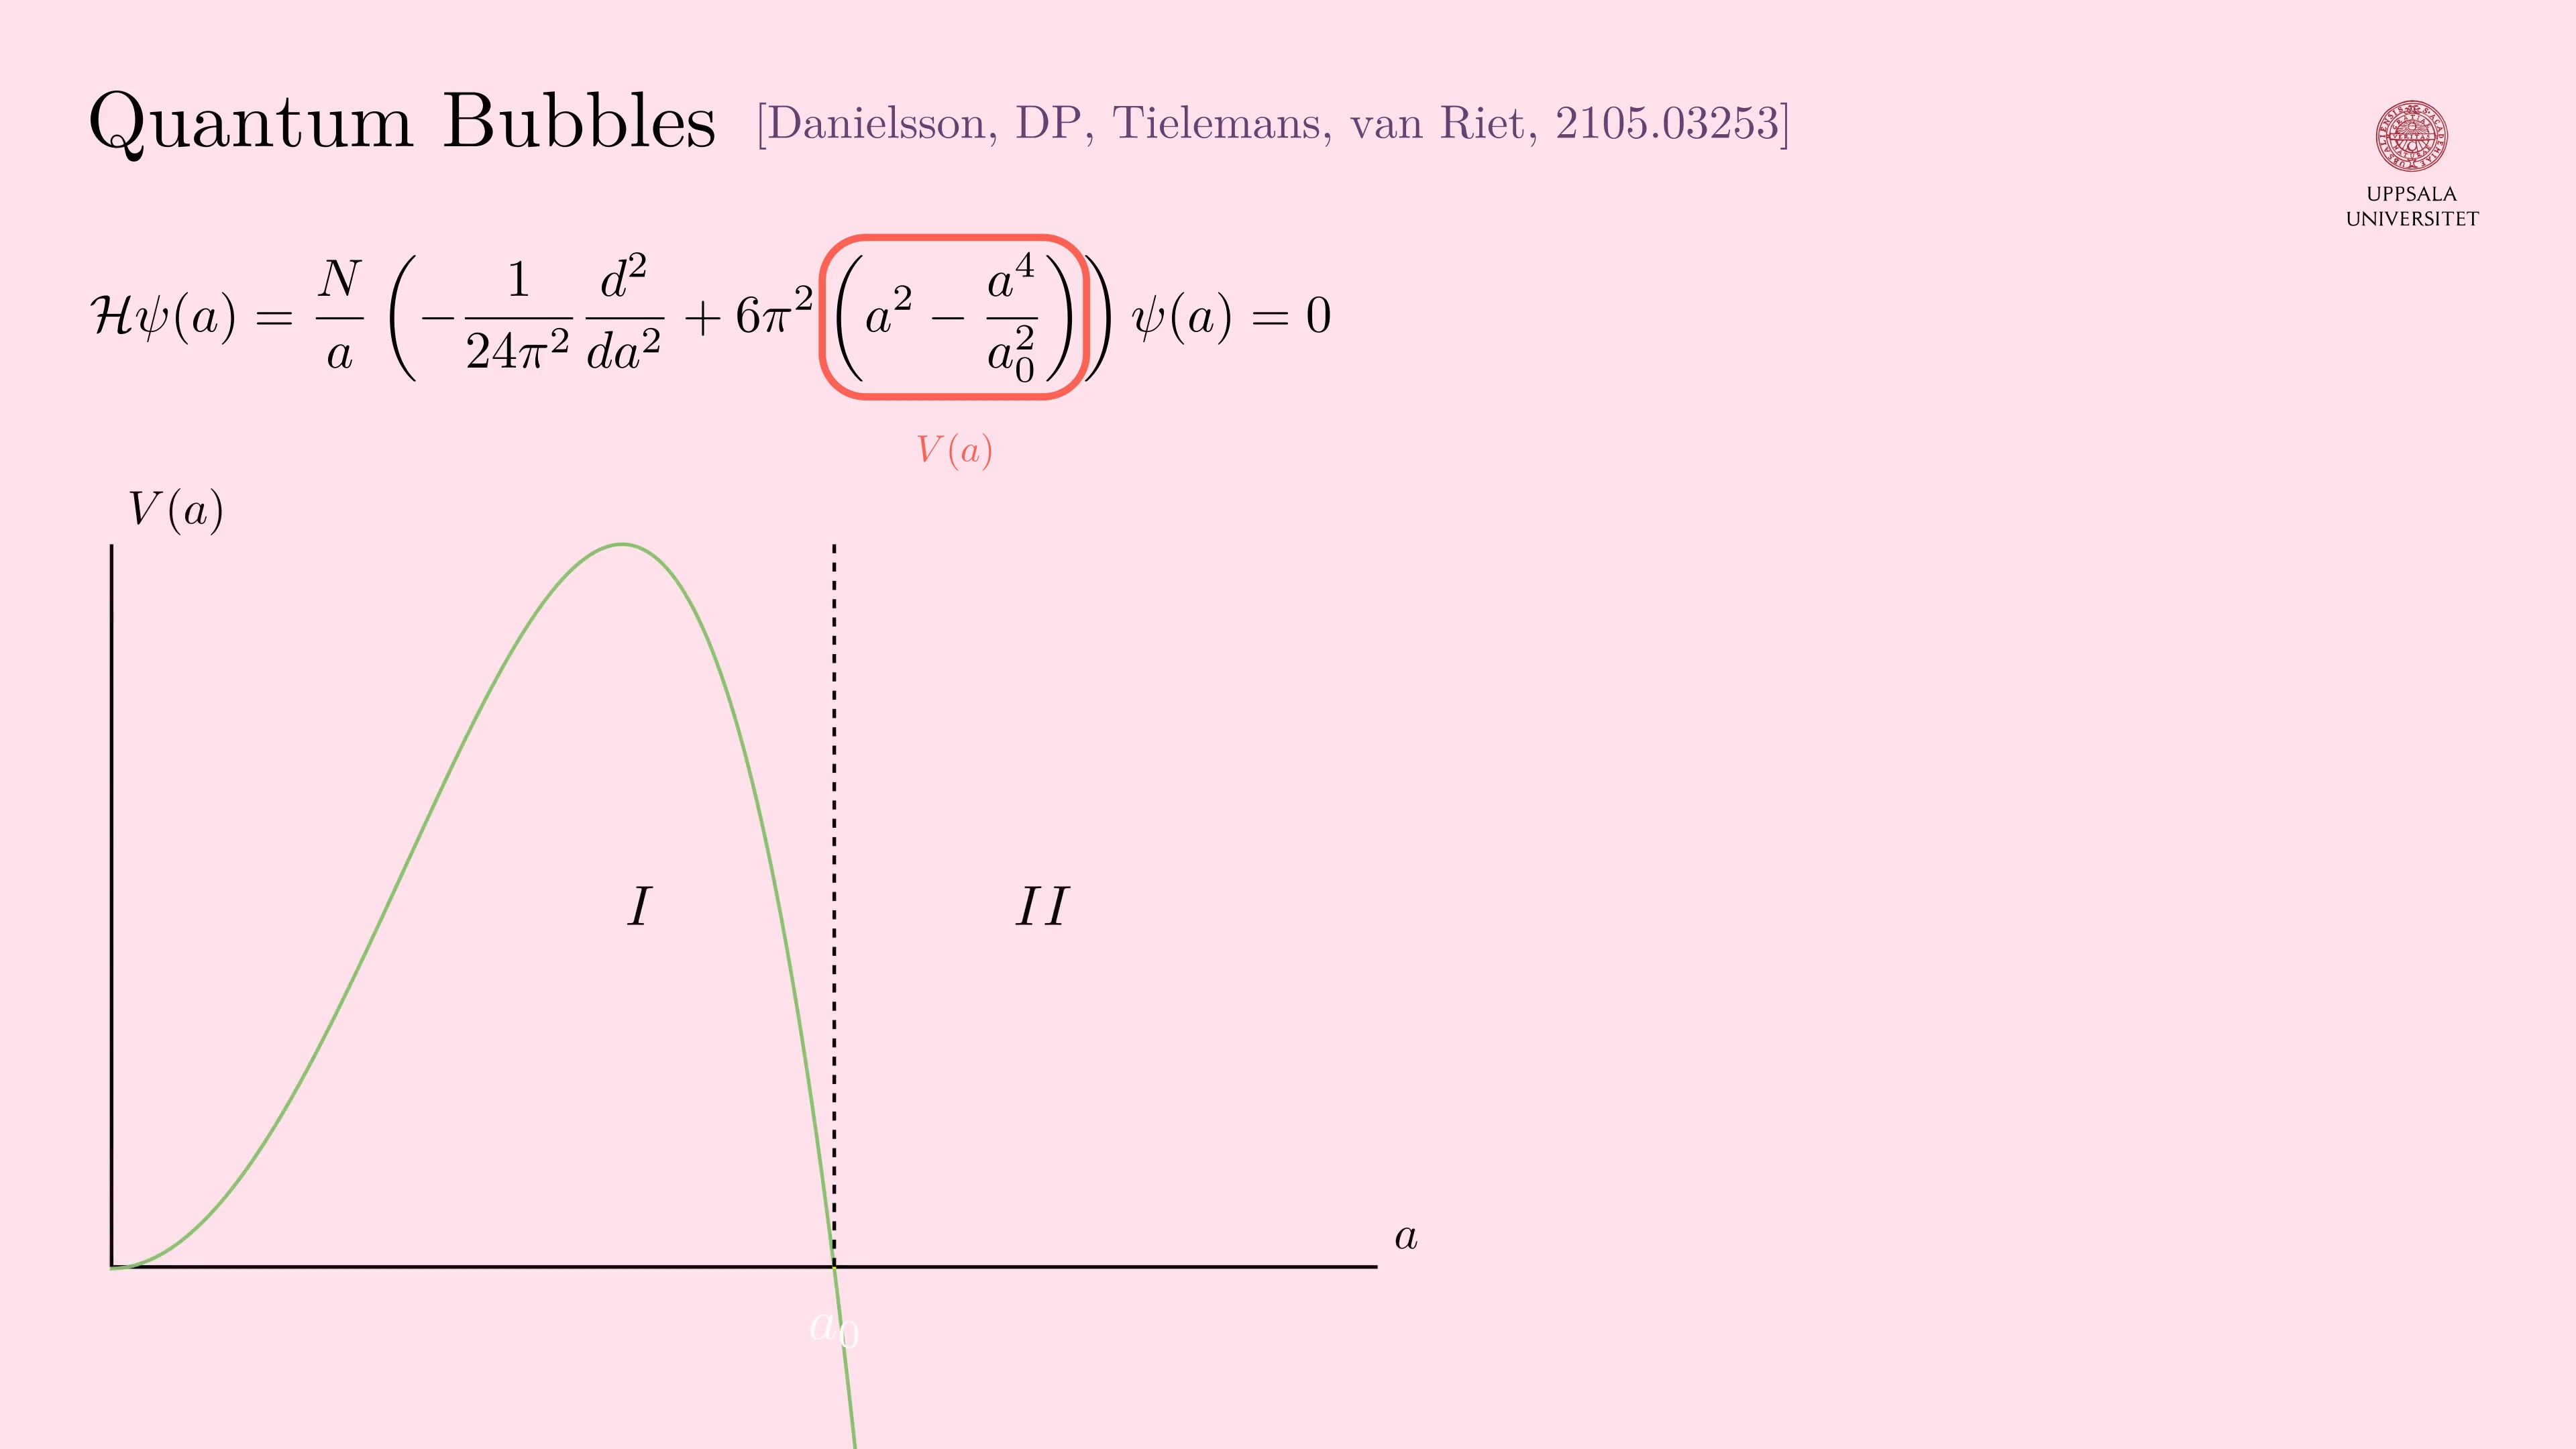 Quantum Bubbles [Danielsson, DP, Tielemans, van Riet, 2105.03253]
UPPSALA
UNIVERSITET
$\mathcal{H}\psi(a) = \frac{N}{a}\left(-\frac{1}{24\pi^2}\frac{d^2}{da^2} + 6\pi^2\left(a^2 - \frac{a^4}{a_0^2}\right)\right)\psi(a) = 0$
$V(a)$
$V(a)$
$I$
$II$
$a$
$a_0$